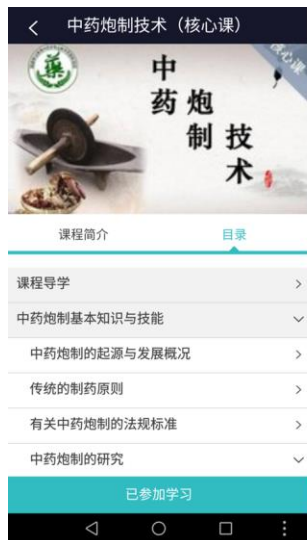 中药炮制技术（核心课）
核心课
藥
中药
炮制
技术
课程简介
目录
课程导学
中药炮制基本知识与技能
中药炮制的起源与发展概况
传统的制药原则
有关中药炮制的法规标准
中药炮制的研究
已参加学习